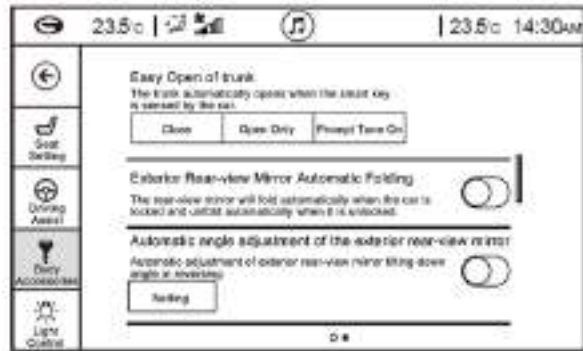 23.5°c
23.5°c 14:30AM
Easy Open of trunk
The trunk automatically opens when the smart key
is sensed by the car.
Close Open Only Prompt Tone On
Seat
Setting
Exterior Rear-view Mirror Automatic Folding
The rear-view mirror will fold automatically when the car is
locked and unfold automatically when it is unlocked.
Driving
Assist
Automatic angle adjustment of the exterior rear-view mirror
Automatic adjustment of exterior rear-view mirror tilting down
angle in reversing
Setting
Body
Accessories
Light
Control